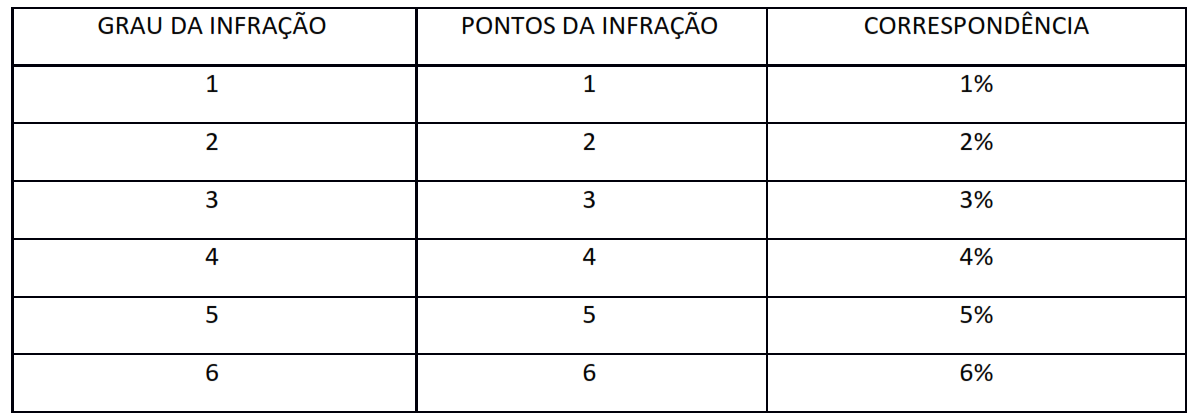 GRAU DA INFRAÇÃO PONTOS DA INFRAÇÃO CORRESPONDÊNCIA
1 1 1%
2 2 2%
3 3 3%
4 4 4%
5 5 5%
6 6 6%